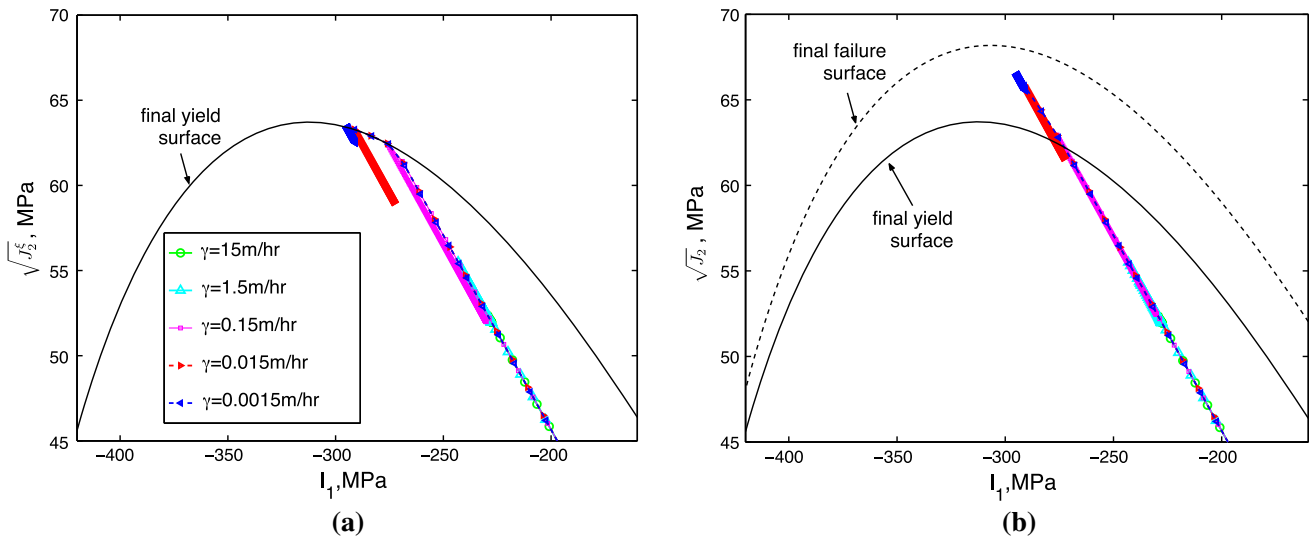 70
65
60
55
50
45
√J₂^ξ, MPa
final yield
surface
γ=15m/hr
γ=1.5m/hr
γ=0.15m/hr
γ=0.015m/hr
γ=0.0015m/hr
−400 −350 −300 −250 −200
I₁,MPa
(a)
70
65
60
55
50
45
√J₂, MPa
final failure
surface
final yield
surface
−400 −350 −300 −250 −200
I₁,MPa
(b)